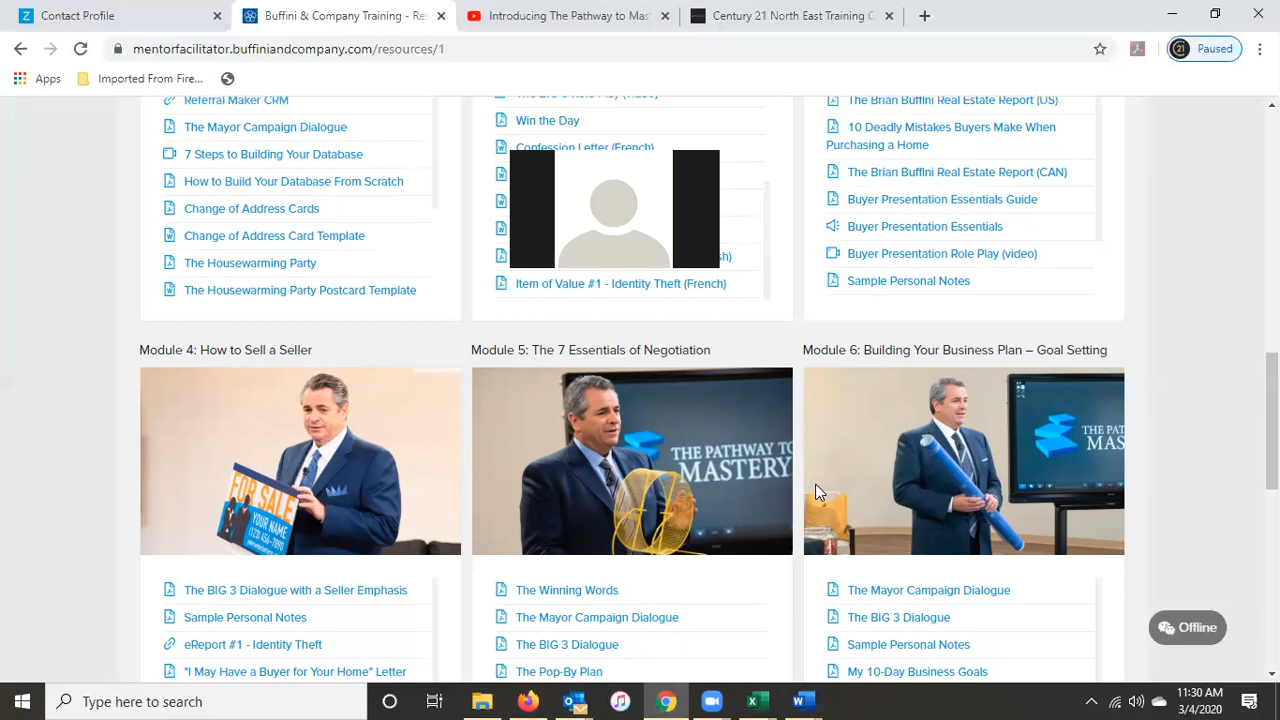 Contact Profile
Buffini & Company Training - Re
Introducing The Pathway to Mas
Century 21 North East Training C
mentorfacilitator.buffiniandcompany.com/resources/1
21
Paused
Apps
Imported From Fire...
Referral Maker CRM
The Mayor Campaign Dialogue
7 Steps to Building Your Database
How to Build Your Database From Scratch
Change of Address Cards
Change of Address Card Template
The Housewarming Party
The Housewarming Party Postcard Template
Win the Day
Confession Letter (French)
Item of Value #1 - Identity Theft (French)
The Brian Buffini Real Estate Report (US)
10 Deadly Mistakes Buyers Make When
Purchasing a Home
The Brian Buffini Real Estate Report (CAN)
Buyer Presentation Essentials Guide
Buyer Presentation Essentials
Buyer Presentation Role Play (video)
Sample Personal Notes
Module 4: How to Sell a Seller
Module 5: The 7 Essentials of Negotiation
Module 6: Building Your Business Plan – Goal Setting
FOR SALE
YOUR NAME
(123) 456-7890
THE PATHWAY TO
MASTERY
THE PATHWAY
MASTE
The BIG 3 Dialogue with a Seller Emphasis
Sample Personal Notes
eReport #1 - Identity Theft
"I May Have a Buyer for Your Home" Letter
The Winning Words
The Mayor Campaign Dialogue
The BIG 3 Dialogue
The Pop-By Plan
The Mayor Campaign Dialogue
The BIG 3 Dialogue
Sample Personal Notes
My 10-Day Business Goals
Offline
Type here to search
11:30 AM
3/4/2020